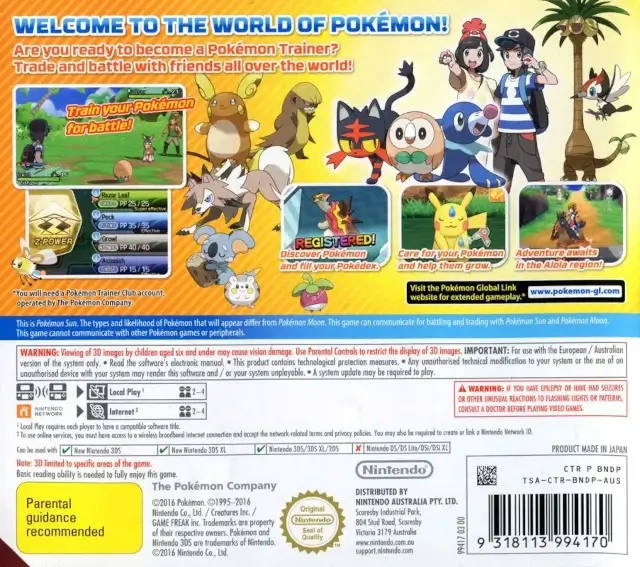 WELCOME TO THE WORLD OF POKÉMON!
Are you ready to become a Pokémon Trainer?
Trade and battle with friends all over the world!
Train your Pokémon
for battle!
Z-POWER
Razor Leaf
PP 25/25
Super effective
Peck
PP 35/35
Growl
PP 40/40
Astonish
PP 15/15
REGISTERED!
Discover Pokémon
and fill your Pokédex.
Care for your Pokémon
and help them grow.
Adventure awaits
in the Alola region!
*You will need a Pokémon Trainer Club account,
operated by The Pokémon Company.
Visit the Pokémon Global Link
website for extended gameplay.*
www.pokemon-gl.com
This is Pokémon Sun. The types and likelihood of Pokémon that will appear differ from Pokémon Moon. This game can communicate for battling and trading with Pokémon Sun and Pokémon Moon. This
game cannot communicate with other Pokémon games or peripherals.
WARNING: Viewing of 3D images by children aged six and under may cause vision damage. Use Parental Controls to restrict the display of 3D images. IMPORTANT: For use with the European / Australian
version of the system only. • Read the software's electronic manual. • This product contains technological protection measures. • Any unauthorised technical modification to your system or the use of an
unauthorised device with your system may render this software and / or your system unplayable. • A system update may be required to play.
Local Play¹
2-4
NINTENDO
NETWORK
Internet²
2-4
WARNING: IF YOU HAVE EPILEPSY OR HAVE HAD SEIZURES
OR OTHER UNUSUAL REACTIONS TO FLASHING LIGHTS OR PATTERNS,
CONSULT A DOCTOR BEFORE PLAYING VIDEO GAMES.
¹ Local Play requires each player to have a compatible software title.
² To use online services, you must have access to a wireless broadband internet connection and accept the network-related terms and privacy policies. You may also be required to create or link a Nintendo Network ID.
Can be used with
New Nintendo 3DS
New Nintendo 3DS XL
Nintendo 3DS/3DS XL/2DS
Nintendo DS/DS Lite/DSi/DSi XL
PRODUCT MADE IN JAPAN
Note: 3D limited to specific areas of the game.
Basic reading ability is needed to fully enjoy this game.
Parental
guidance
recommended
The Pokémon Company
©2016 Pokémon. ©1995–2016
Nintendo Co., Ltd. / Creatures Inc. /
GAME FREAK inc. Trademarks are property
of their respective owners. Pokémon and
Nintendo 3DS are trademarks of Nintendo.
©2016 Nintendo Co., Ltd.
Original
Nintendo
Seal of
Quality
Nintendo
DISTRIBUTED BY
NINTENDO AUSTRALIA PTY. LTD.
Scoresby Industrial Park,
804 Stud Road, Scoresby
Victoria 3179 Australia
www.nintendo.com.au
support.nintendo.com
99417 03 00
CTR P BNDP
TSA-CTR-BNDP-AUS
9 318113 994170